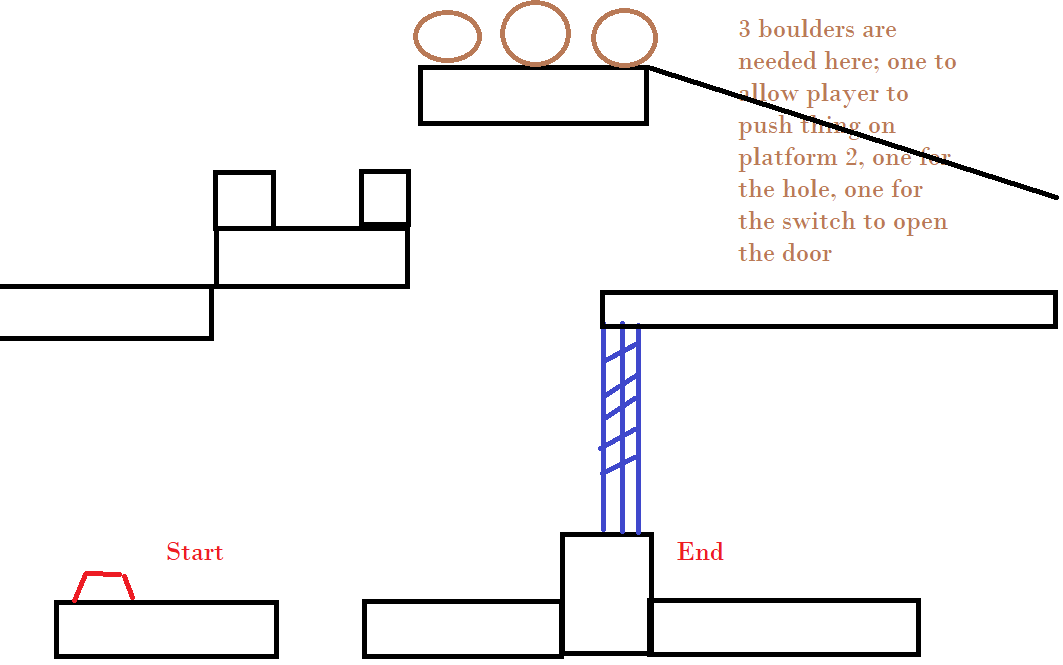 3 boulders are
needed here; one to
allow player to
push thing on
platform 2, one for
the hole, one for
the switch to open
the door
Start
End